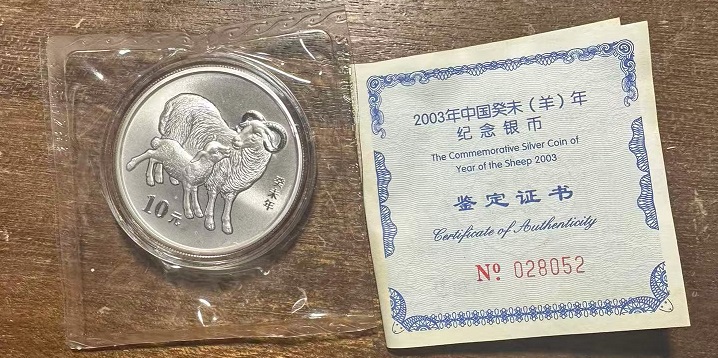 癸未年
10元
2003年中国癸未（羊）年
纪念银币
The Commemorative Silver Coin of
Year of the Sheep 2003
鉴定证书
Certificate of Authenticity
Nº 028052